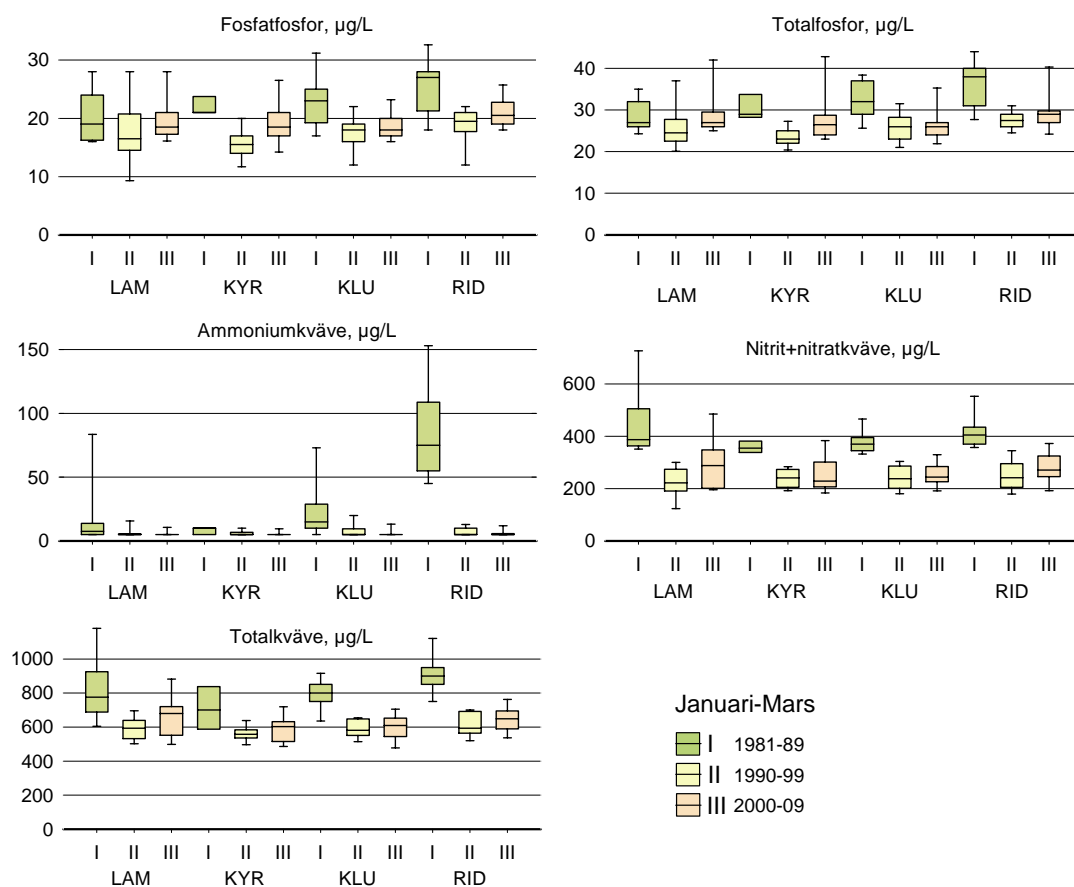 Fosfatfosfor, µg/L
30
20
10
0
I II III I II III I II III I II III
LAM KYR KLU RID
Totalfosfor, µg/L
40
30
20
10
0
I II III I II III I II III I II III
LAM KYR KLU RID
Ammoniumkväve, µg/L
150
100
50
0
I II III I II III I II III I II III
LAM KYR KLU RID
Nitrit+nitratkväve, µg/L
600
400
200
0
I II III I II III I II III I II III
LAM KYR KLU RID
Totalkväve, µg/L
1000
800
600
400
200
0
I II III I II III I II III I II III
LAM KYR KLU RID
Januari-Mars
I 1981-89
II 1990-99
III 2000-09